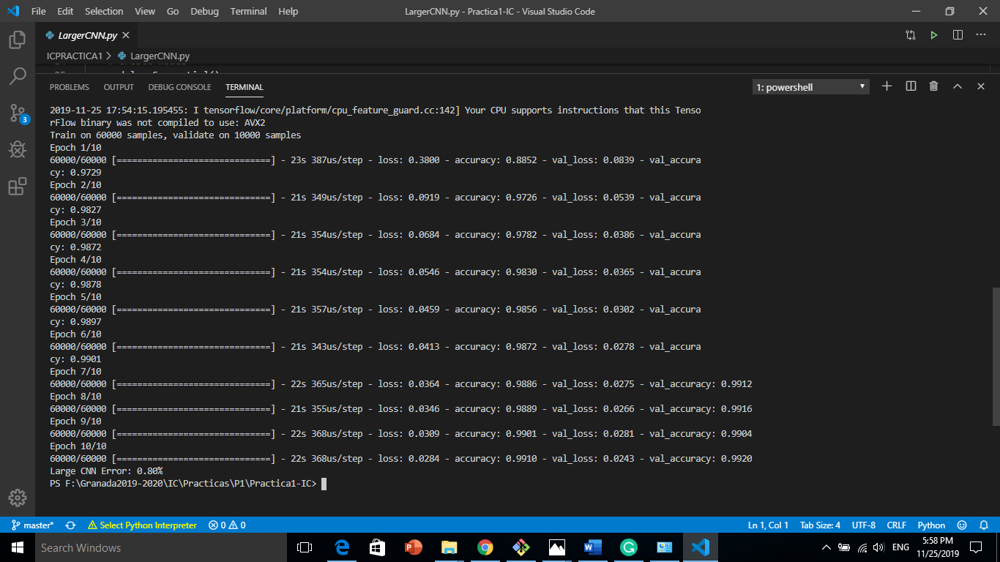 File Edit Selection View Go Debug Terminal Help LargerCNN.py - Practica1-IC - Visual Studio Code
LargerCNN.py
ICPRACTICA1 > LargerCNN.py
PROBLEMS OUTPUT DEBUG CONSOLE TERMINAL 1: powershell
2019-11-25 17:54:15.195455: I tensorflow/core/platform/cpu_feature_guard.cc:142] Your CPU supports instructions that this Tenso
rFlow binary was not compiled to use: AVX2
Train on 60000 samples, validate on 10000 samples
Epoch 1/10
60000/60000 [==============================] - 23s 387us/step - loss: 0.3800 - accuracy: 0.8852 - val_loss: 0.0839 - val_accura
cy: 0.9729
Epoch 2/10
60000/60000 [==============================] - 21s 349us/step - loss: 0.0919 - accuracy: 0.9726 - val_loss: 0.0539 - val_accura
cy: 0.9827
Epoch 3/10
60000/60000 [==============================] - 21s 354us/step - loss: 0.0684 - accuracy: 0.9782 - val_loss: 0.0386 - val_accura
cy: 0.9872
Epoch 4/10
60000/60000 [==============================] - 21s 354us/step - loss: 0.0546 - accuracy: 0.9830 - val_loss: 0.0365 - val_accura
cy: 0.9878
Epoch 5/10
60000/60000 [==============================] - 21s 357us/step - loss: 0.0459 - accuracy: 0.9856 - val_loss: 0.0302 - val_accura
cy: 0.9897
Epoch 6/10
60000/60000 [==============================] - 21s 343us/step - loss: 0.0413 - accuracy: 0.9872 - val_loss: 0.0278 - val_accura
cy: 0.9901
Epoch 7/10
60000/60000 [==============================] - 22s 365us/step - loss: 0.0364 - accuracy: 0.9886 - val_loss: 0.0275 - val_accuracy: 0.9912
Epoch 8/10
60000/60000 [==============================] - 21s 355us/step - loss: 0.0346 - accuracy: 0.9889 - val_loss: 0.0266 - val_accuracy: 0.9916
Epoch 9/10
60000/60000 [==============================] - 22s 368us/step - loss: 0.0309 - accuracy: 0.9901 - val_loss: 0.0281 - val_accuracy: 0.9904
Epoch 10/10
60000/60000 [==============================] - 22s 368us/step - loss: 0.0284 - accuracy: 0.9910 - val_loss: 0.0243 - val_accuracy: 0.9920
Large CNN Error: 0.80%
PS F:\Granada2019-2020\IC\Practicas\P1\Practica1-IC>
3
master* Select Python Interpreter 0 0 Ln 1, Col 1 Tab Size: 4 UTF-8 CRLF Python
Search Windows ENG 5:58 PM
11/25/2019